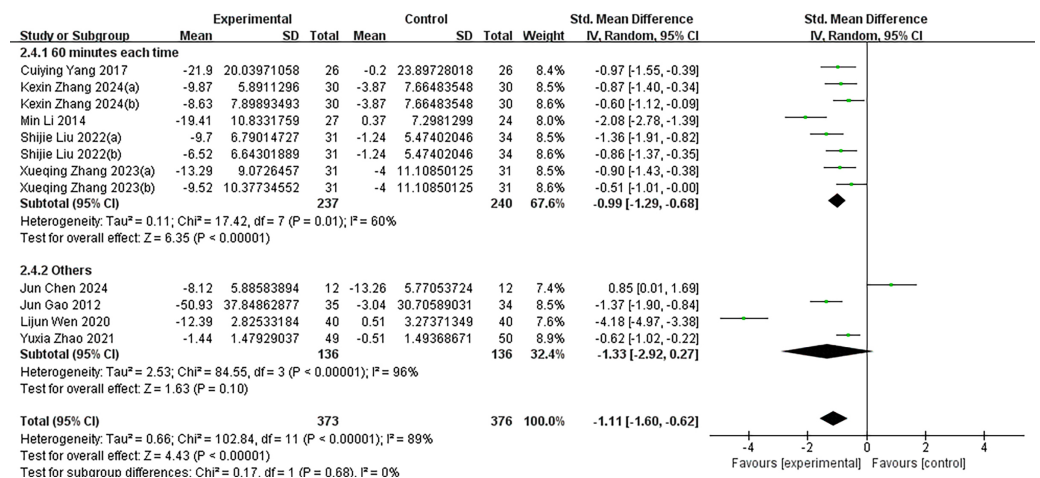 Experimental Control Std. Mean Difference Std. Mean Difference
Study or Subgroup Mean SD Total Mean SD Total Weight IV, Random, 95% CI IV, Random, 95% CI
2.4.1 60 minutes each time
Cuiying Yang 2017 -21.9 20.03971058 26 -0.2 23.89728018 26 8.4% -0.97 [-1.55, -0.39]
Kexin Zhang 2024(a) -9.87 5.8911296 30 -3.87 7.66483548 30 8.5% -0.87 [-1.40, -0.34]
Kexin Zhang 2024(b) -8.63 7.89893493 30 -3.87 7.66483548 30 8.6% -0.60 [-1.12, -0.09]
Min Li 2014 -19.41 10.8331759 27 0.37 7.2981299 24 8.0% -2.08 [-2.78, -1.39]
Shijie Liu 2022(a) -9.7 6.79014727 31 -1.24 5.47402046 34 8.5% -1.36 [-1.91, -0.82]
Shijie Liu 2022(b) -6.52 6.64301889 31 -1.24 5.47402046 34 8.6% -0.86 [-1.37, -0.35]
Xueqing Zhang 2023(a) -13.29 9.0726457 31 -4 11.10850125 31 8.5% -0.90 [-1.43, -0.38]
Xueqing Zhang 2023(b) -9.52 10.37734552 31 -4 11.10850125 31 8.6% -0.51 [-1.01, -0.00]
Subtotal (95% CI) 237 240 67.6% -0.99 [-1.29, -0.68]
Heterogeneity: Tau² = 0.11; Chi² = 17.42, df = 7 (P = 0.01); I² = 60%
Test for overall effect: Z = 6.35 (P < 0.00001)
2.4.2 Others
Jun Chen 2024 -8.12 5.88583894 12 -13.26 5.77053724 12 7.4% 0.85 [0.01, 1.69]
Jun Gao 2012 -50.93 37.84862877 35 -3.04 30.70589031 34 8.5% -1.37 [-1.90, -0.84]
Lijun Wen 2020 -12.39 2.82533184 40 0.51 3.27371349 40 7.6% -4.18 [-4.97, -3.38]
Yuxia Zhao 2021 -1.44 1.47929037 49 -0.51 1.49368671 50 8.9% -0.62 [-1.02, -0.22]
Subtotal (95% CI) 136 136 32.4% -1.33 [-2.92, 0.27]
Heterogeneity: Tau² = 2.53; Chi² = 84.55, df = 3 (P < 0.00001); I² = 96%
Test for overall effect: Z = 1.63 (P = 0.10)
Total (95% CI) 373 376 100.0% -1.11 [-1.60, -0.62]
Heterogeneity: Tau² = 0.66; Chi² = 102.84, df = 11 (P < 0.00001); I² = 89%
Test for overall effect: Z = 4.43 (P < 0.00001)
Test for subgroup differences: Chi² = 0.17, df = 1 (P = 0.68), I² = 0%
-4 -2 0 2 4
Favours [experimental] Favours [control]